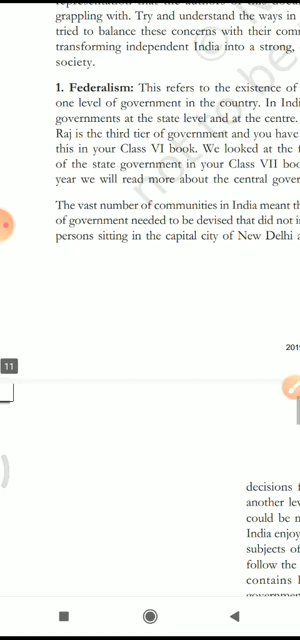 grappling with. Try and understand the ways in
tried to balance these concerns with their com
transforming independent India into a strong,
society.
1. Federalism: This refers to the existence of
one level of government in the country. In Indi
governments at the state level and at the centre.
Raj is the third tier of government and you have
this in your Class VI book. We looked at the f
of the state government in your Class VII boo
year we will read more about the central gover
The vast number of communities in India meant th
of government needed to be devised that did not i
persons sitting in the capital city of New Delhi a
201
11
decisions f
another lev
could be n
India enjoy
subjects of
follow the
contains l
not to be
©